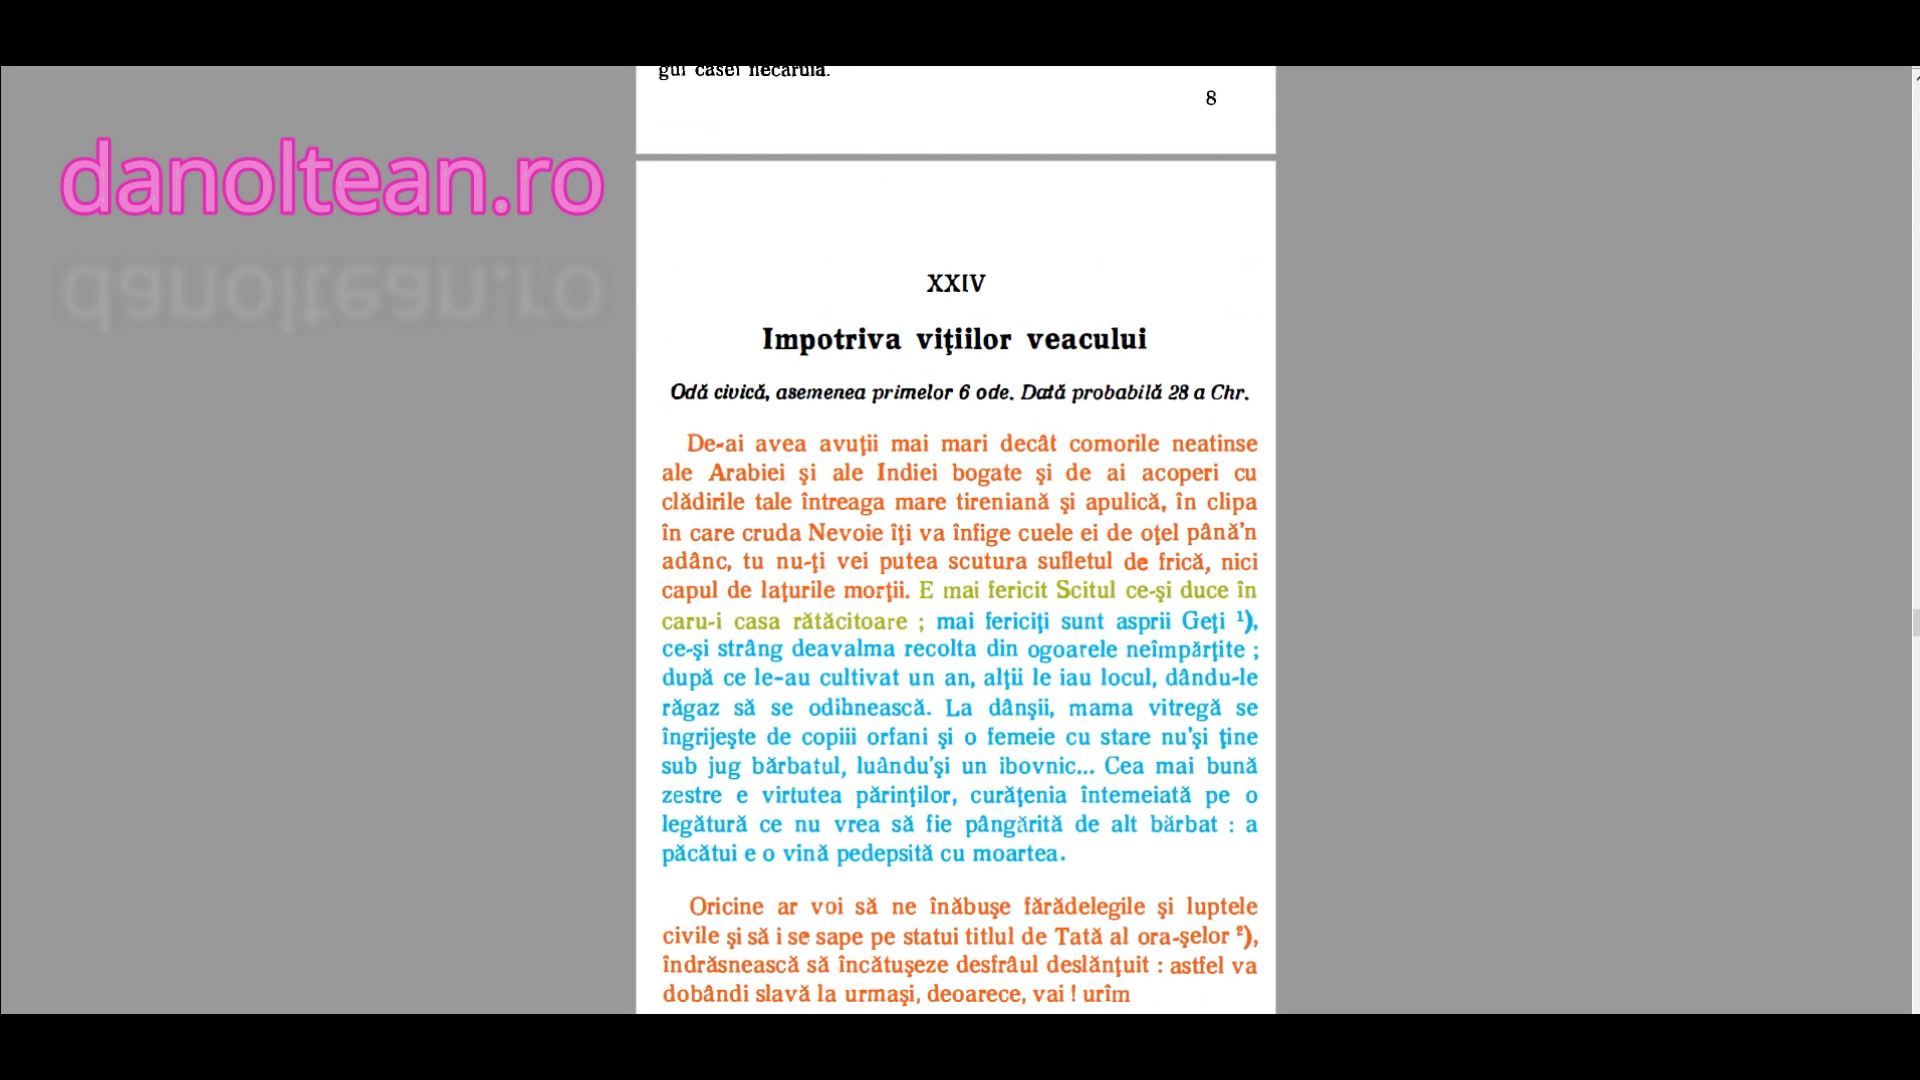 gul casei fiecăruia.
8
danoltean.ro
XXIV
Impotriva viţiilor veacului
Odă civică, asemenea primelor 6 ode. Dată probabilă 28 a Chr.
De-ai avea avuţii mai mari decât comorile neatinse
ale Arabiei şi ale Indiei bogate şi de ai acoperi cu
clădirile tale întreaga mare tireniană şi apulică, în clipa
în care cruda Nevoie îţi va înfige cuele ei de oţel până'n
adânc, tu nu-ţi vei putea scutura sufletul de frică, nici
capul de laţurile morţii. E mai fericit Scitul ce-şi duce în
caru-i casa rătăcitoare ; mai fericiţi sunt asprii Geţi ¹),
ce-şi strâng deavalma recolta din ogoarele neîmpărţite ;
după ce le-au cultivat un an, alţii le iau locul, dându-le
răgaz să se odihnească. La dânşii, mama vitregă se
îngrijeşte de copiii orfani şi o femeie cu stare nu'şi ţine
sub jug bărbatul, luându'şi un ibovnic... Cea mai bună
zestre e virtutea părinţilor, curăţenia întemeiată pe o
legătură ce nu vrea să fie pângărită de alt bărbat : a
păcătui e o vină pedepsită cu moartea.
Oricine ar voi să ne înăbuşe fărădelegile şi luptele
civile şi să i se sape pe statui titlul de Tată al ora-şelor ²),
îndrăsnească să încătuşeze desfrâul deslănţuit : astfel va
dobândi slavă la urmaşi, deoarece, vai ! urîm